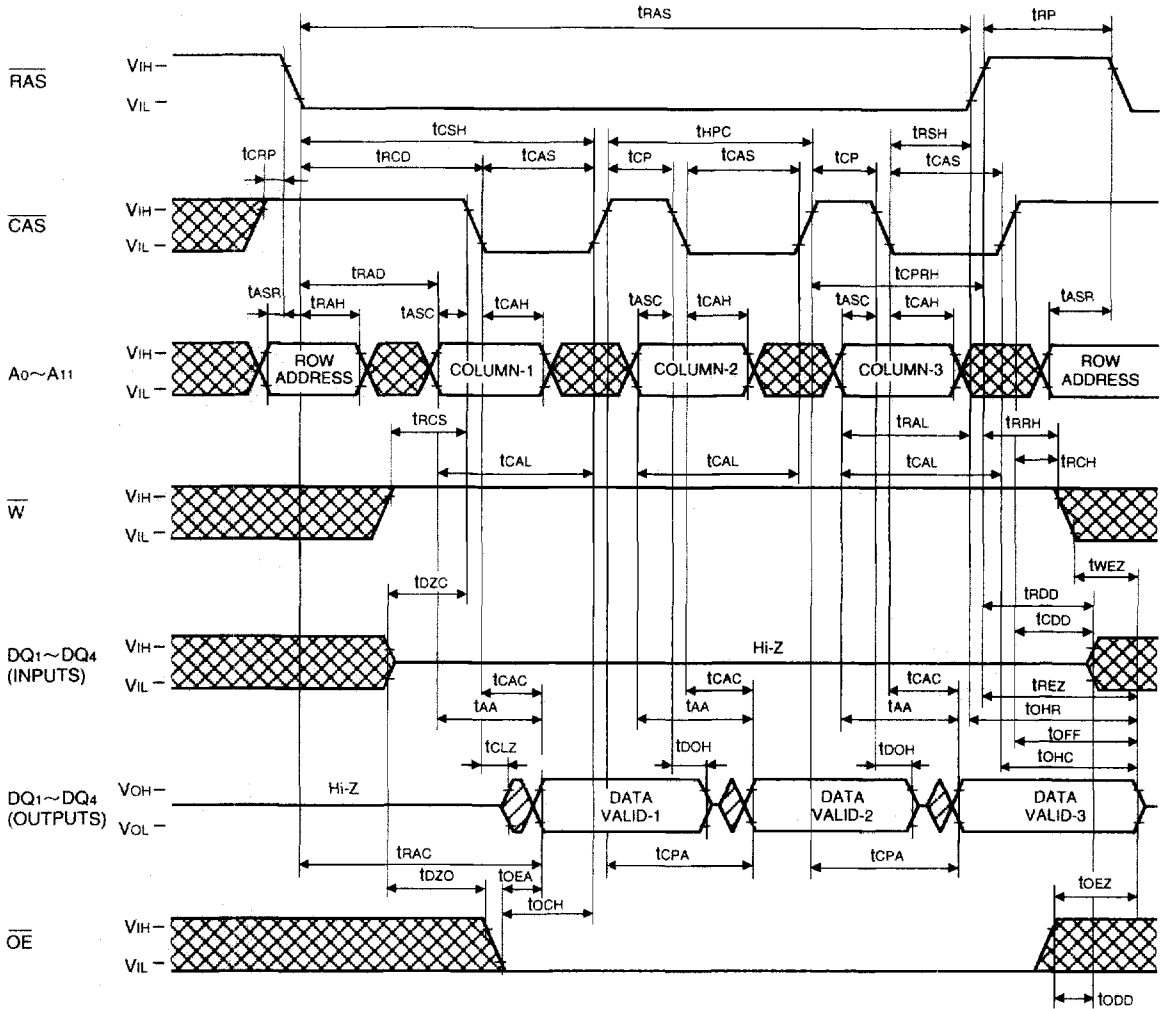 tRAS tRP
RAS VIH
VIL
tCSH tHPC tRSH
tCRP tRCD tCAS tCP tCAS tCP tCAS
CAS VIH
VIL
tRAD tCPRH
tASR tRAH tASC tCAH tASC tCAH tASC tCAH tASR
A0~A11 VIH
VIL
ROW ADDRESS COLUMN-1 COLUMN-2 COLUMN-3 ROW ADDRESS
tRCS tRAL tRRH
tCAL tCAL tCAL tRCH
W VIH
VIL
tWEZ
tDZC tRDD
tCDD
DQ1~DQ4 (INPUTS) VIH
VIL
Hi-Z
tCAC tCAC tCAC tREZ
tAA tAA tAA tOHR
tOFF
tCLZ tDOH tDOH tOHC
DQ1~DQ4 (OUTPUTS) VOH
VOL
Hi-Z DATA VALID-1 DATA VALID-2 DATA VALID-3
tRAC tCPA tCPA
tDZO tOEA tOEZ
tOCH
OE VIH
VIL
tODD